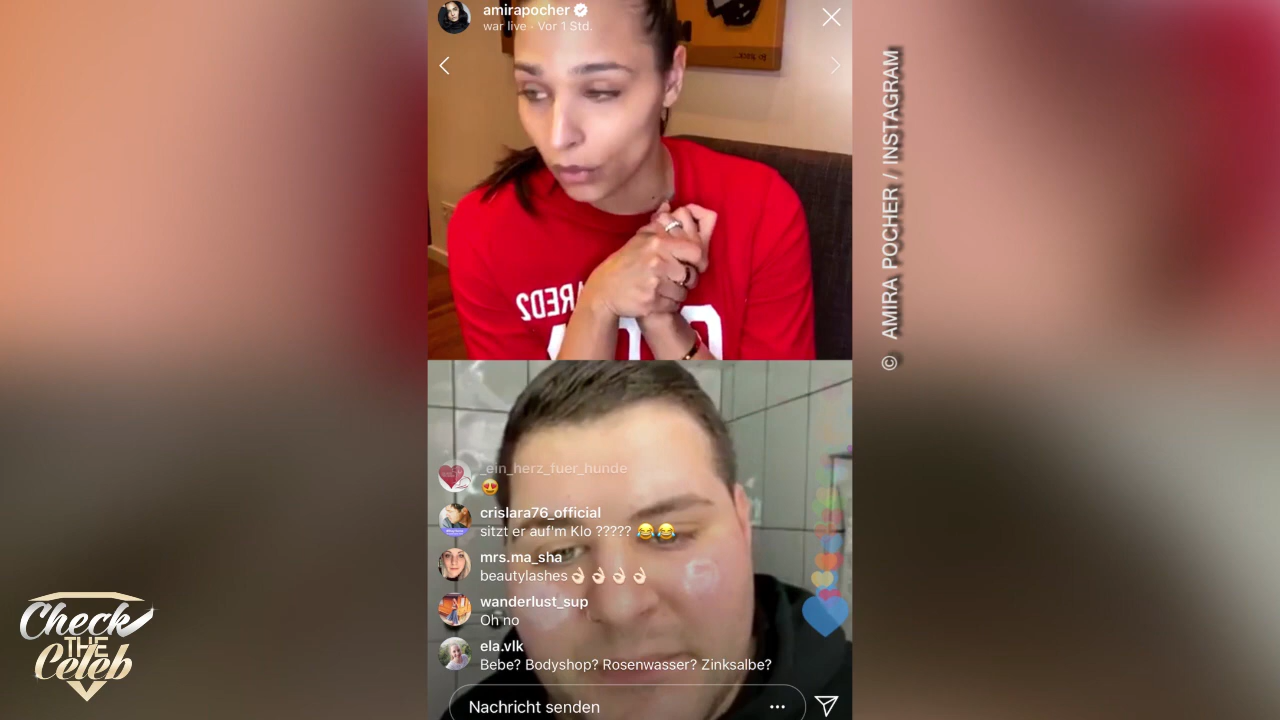 amirapocher
war live · Vor 1 Std.
© AMIRA POCHER / INSTAGRAM
_ein_herz_fuer_hunde
😍
crislara76_official
sitzt er auf'm Klo ????? 😂😂
mrs.ma_sha
beautylashes👌🏻👌🏻👌🏻👌🏻
wanderlust_sup
Oh no
ela.vlk
Bebe? Bodyshop? Rosenwasser? Zinksalbe?
Nachricht senden
Check
THE
Celeb